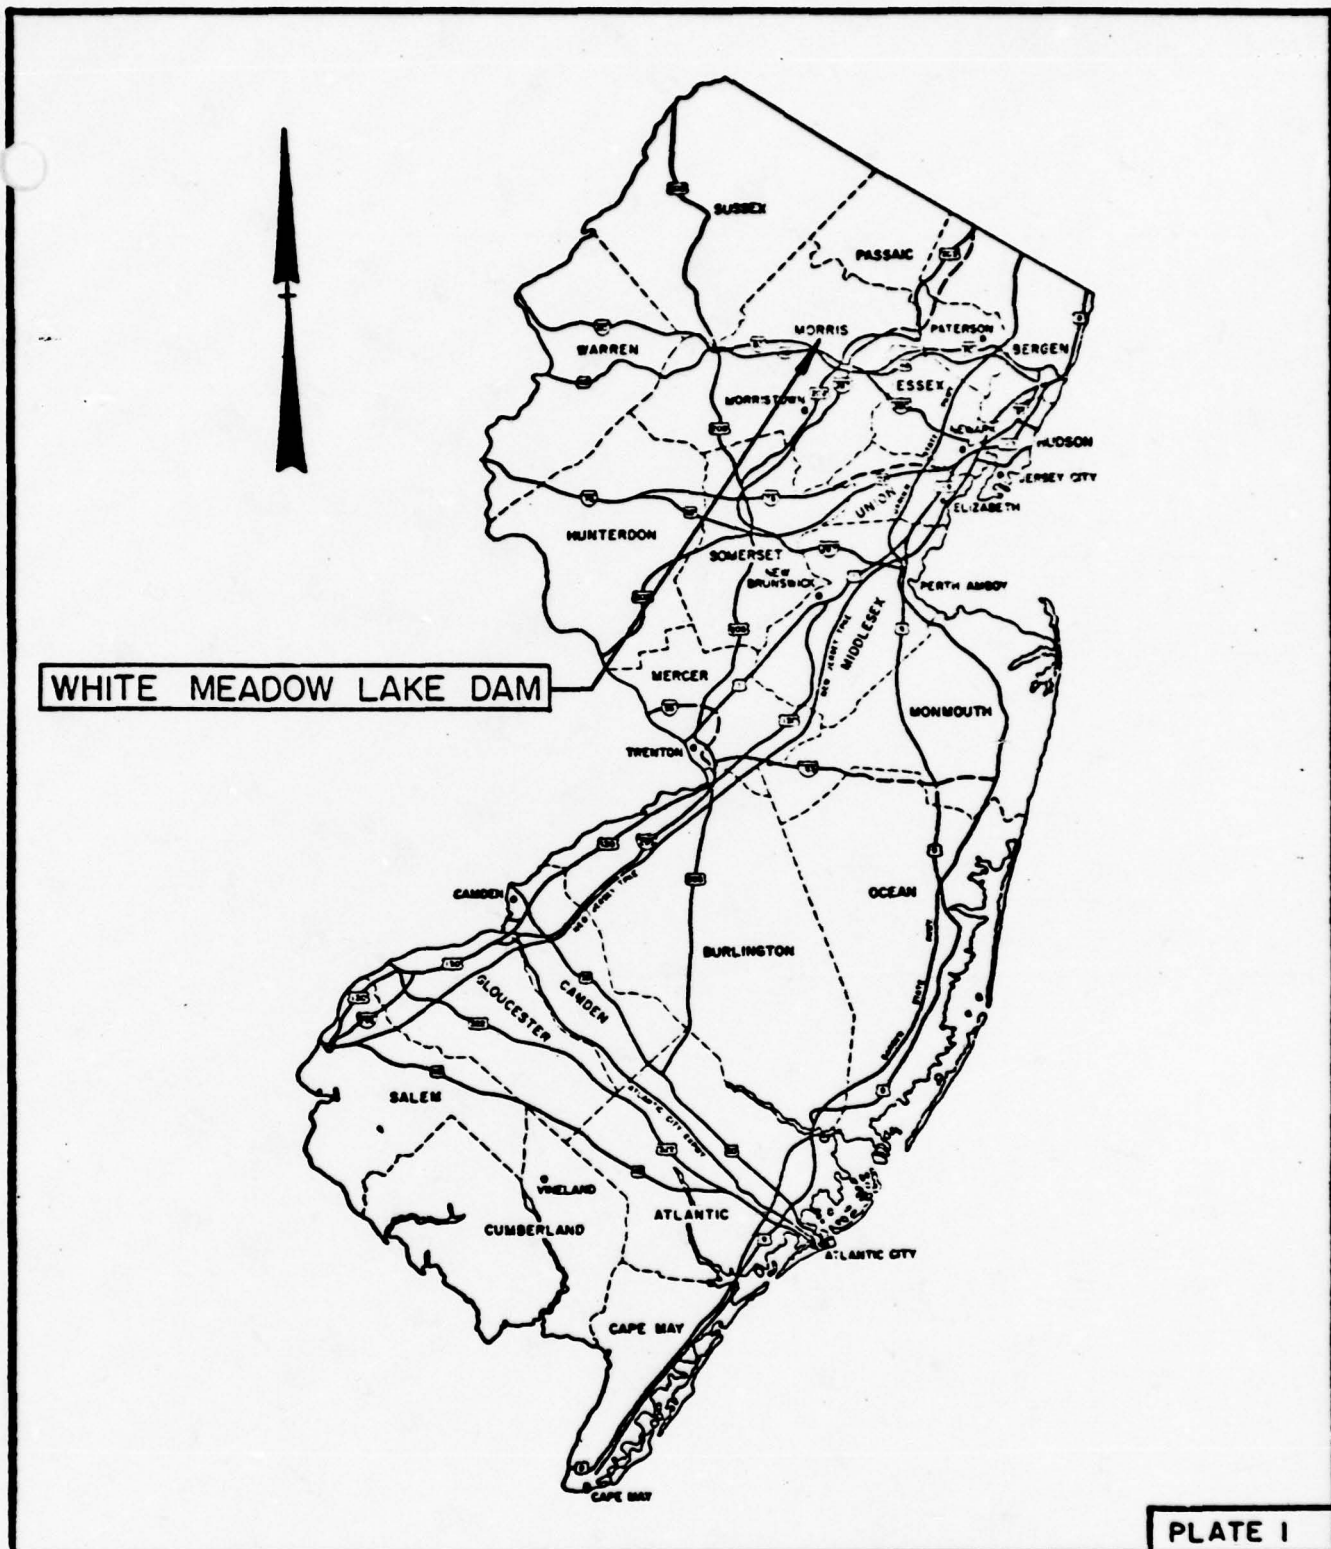 SUSSEX
PASSAIC
MORRIS
PATERSON
WARREN
BERGEN
ESSEX
MORRISTOWN
NEWARK
HUDSON
JERSEY CITY
UNION
ELIZABETH
HUNTERDON
SOMERSET
NEW
BRUNSWICK
PERTH AMBOY
MIDDLESEX
WHITE MEADOW LAKE DAM
MERCER
MONMOUTH
TRENTON
CAMDEN
OCEAN
BURLINGTON
GLOUCESTER
CAMDEN
SALEM
VINELAND
CUMBERLAND
ATLANTIC
ATLANTIC CITY
CAPE MAY
CAPE MAY
PLATE 1